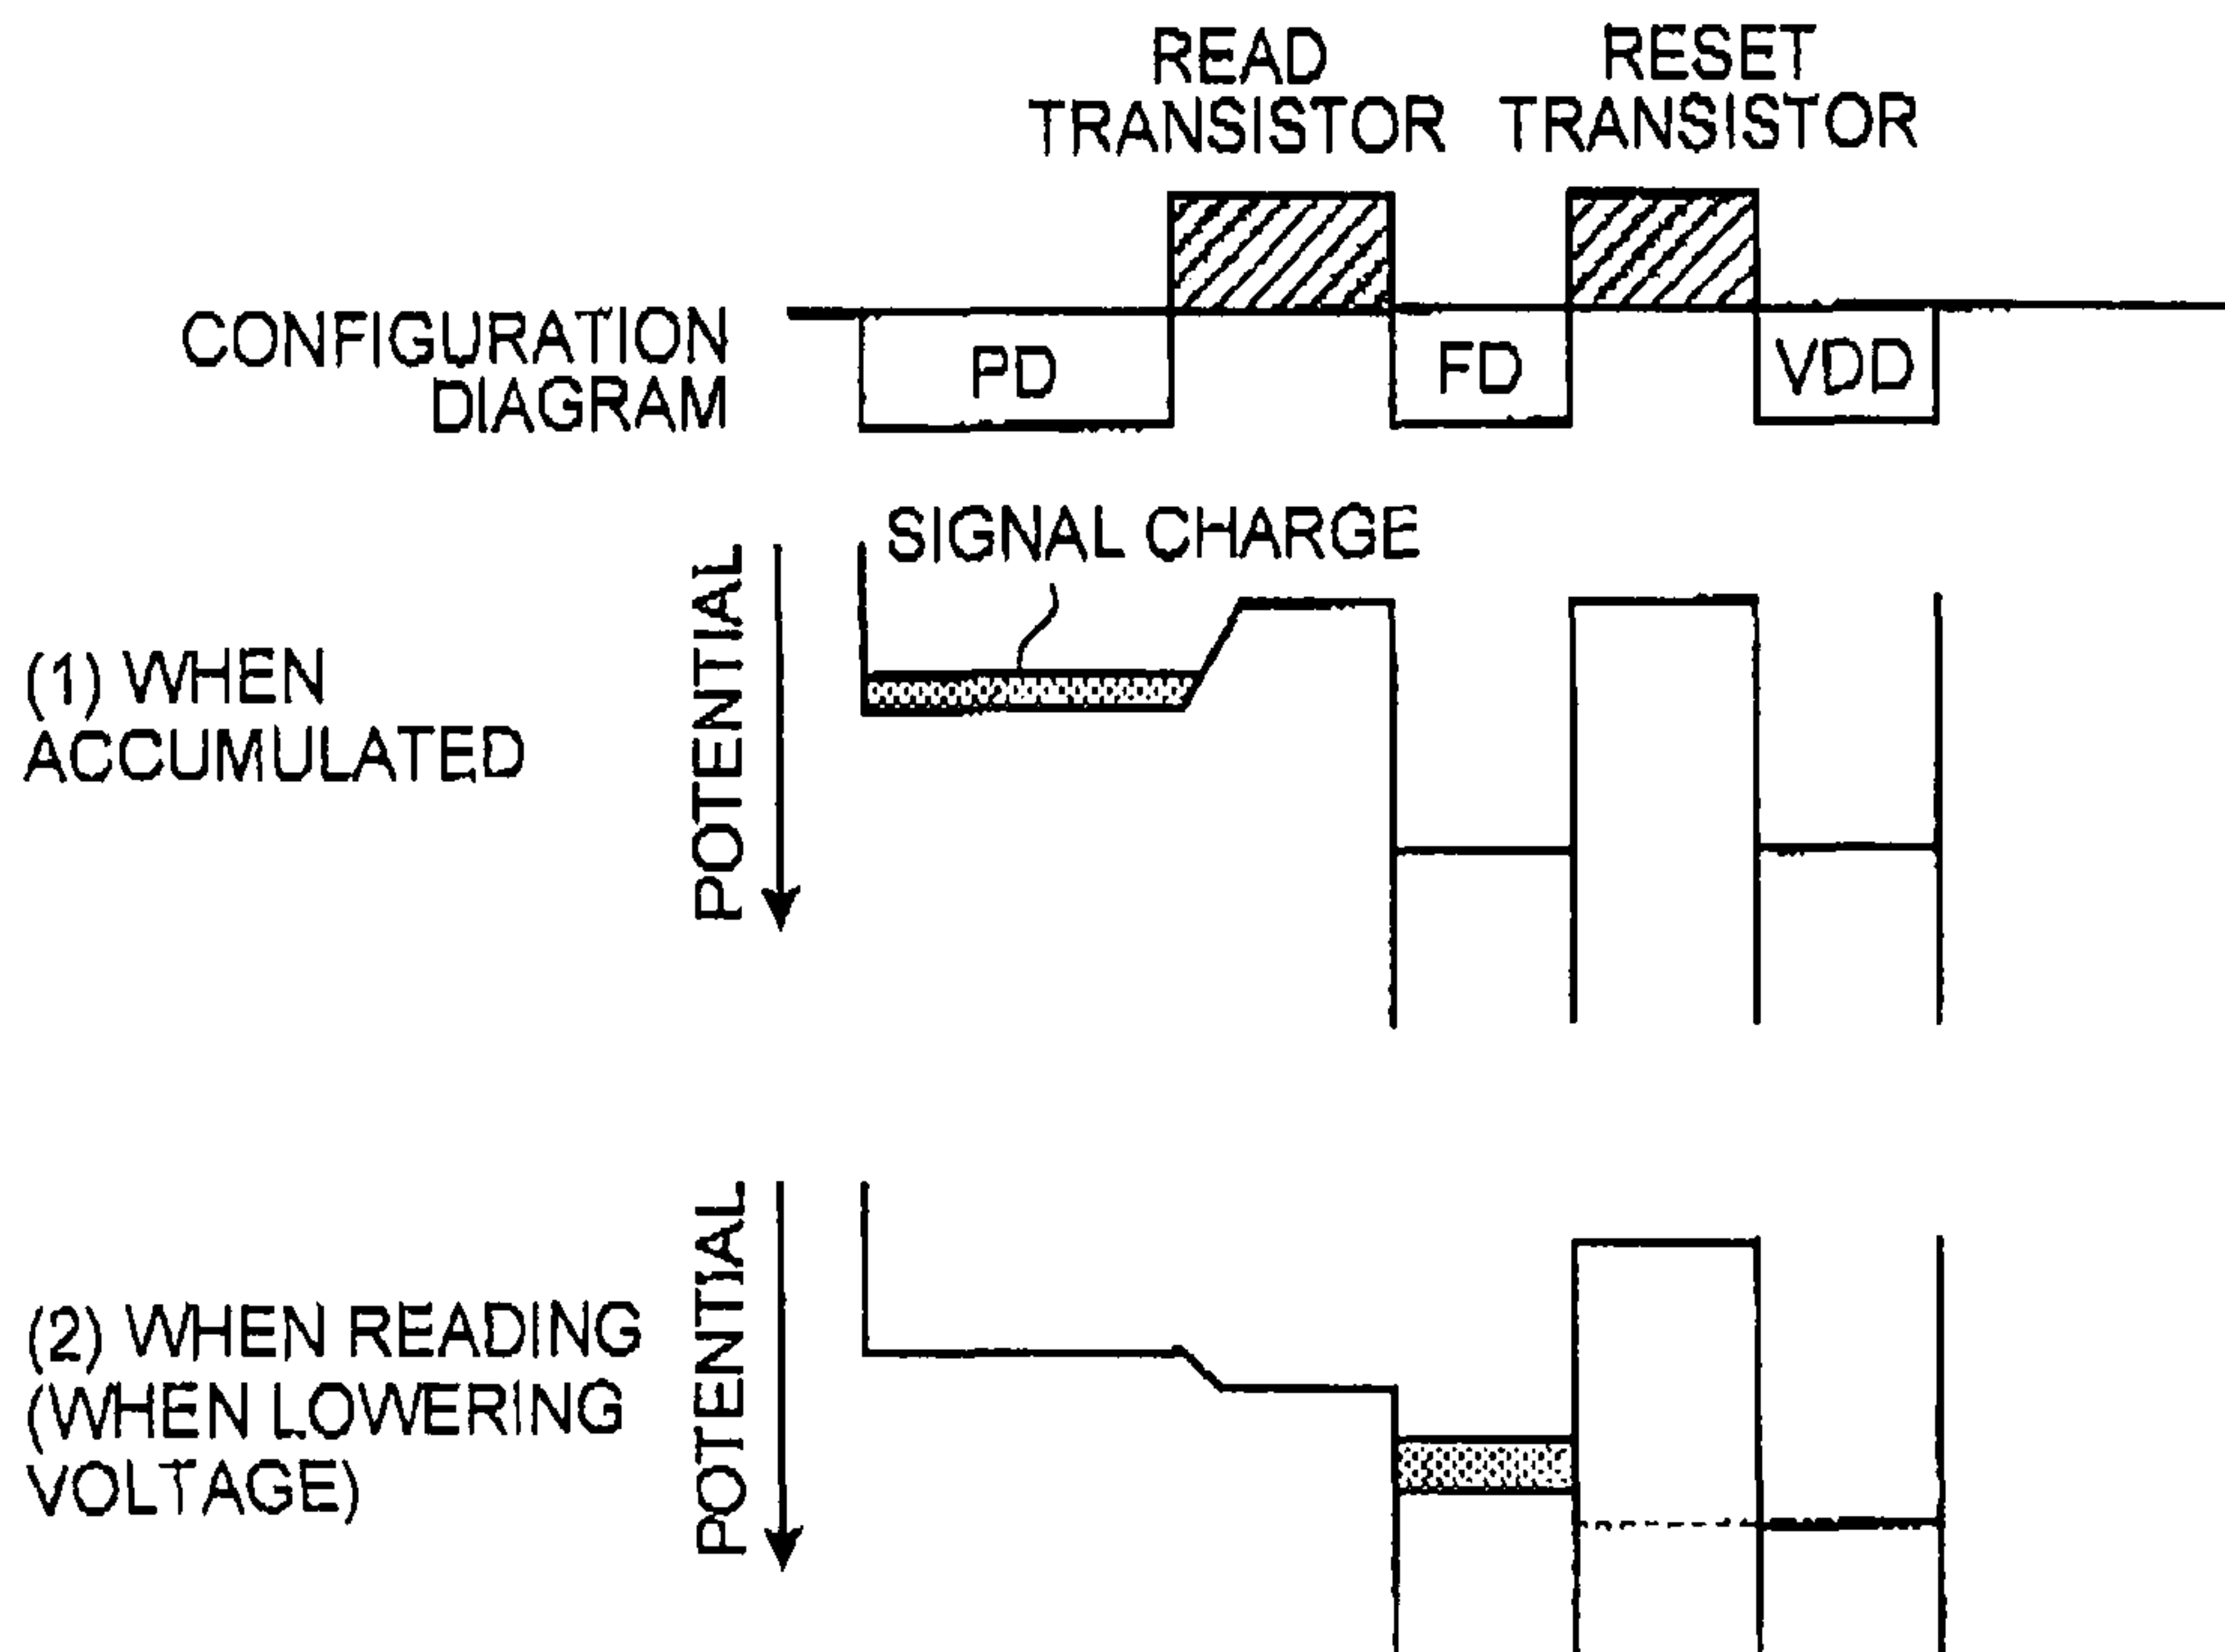 READ
TRANSISTOR
RESET
TRANSISTOR
CONFIGURATION
DIAGRAM
PD
FD
VDD
SIGNAL CHARGE
POTENTIAL
(1) WHEN
ACCUMULATED
POTENTIAL
(2) WHEN READING
(WHEN LOWERING
VOLTAGE)